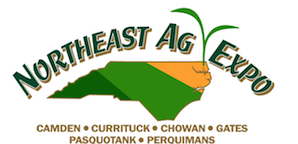 NORTHEAST AG EXPO
CAMDEN • CURRITUCK • CHOWAN • GATES
PASQUOTANK • PERQUIMANS